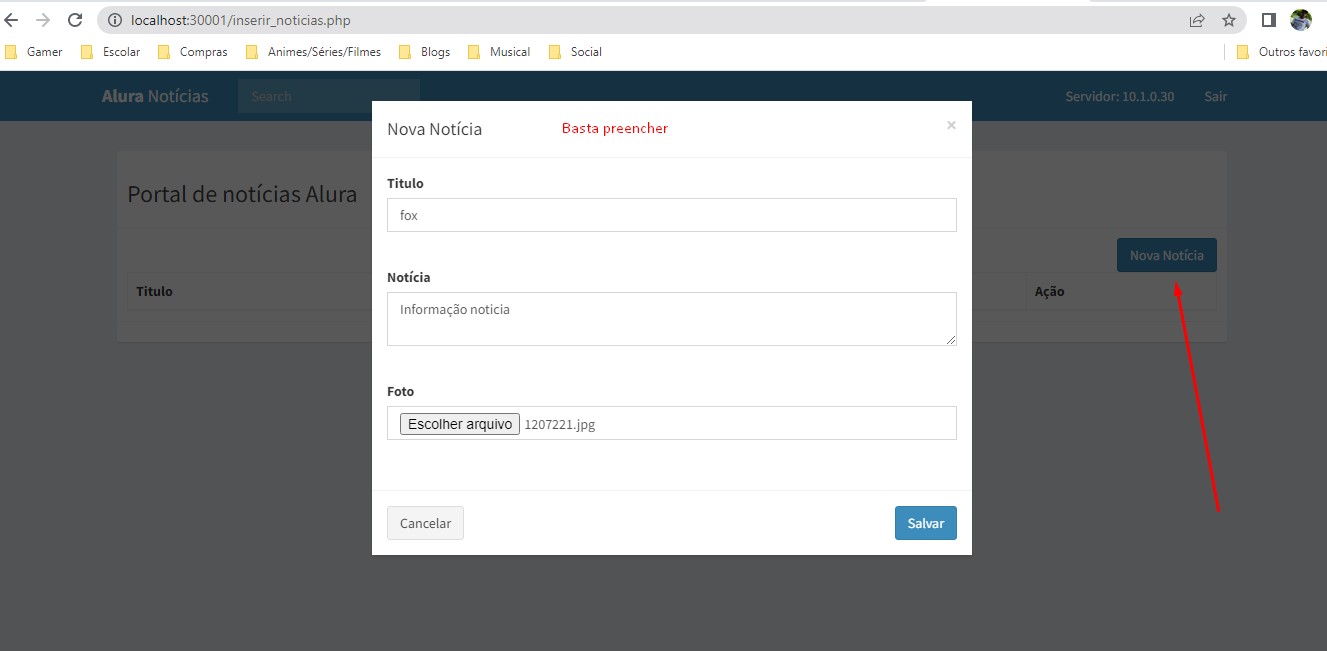 localhost:30001/inserir_noticias.php
Gamer Escolar Compras Animes/Séries/Filmes Blogs Musical Social Outros favori
Alura Notícias Search Servidor: 10.1.0.30 Sair
Nova Notícia Basta preencher ×
Portal de notícias Alura
Titulo
fox
Nova Notícia
Notícia
Titulo Ação
Informação noticia
Foto
Escolher arquivo 1207221.jpg
Cancelar Salvar